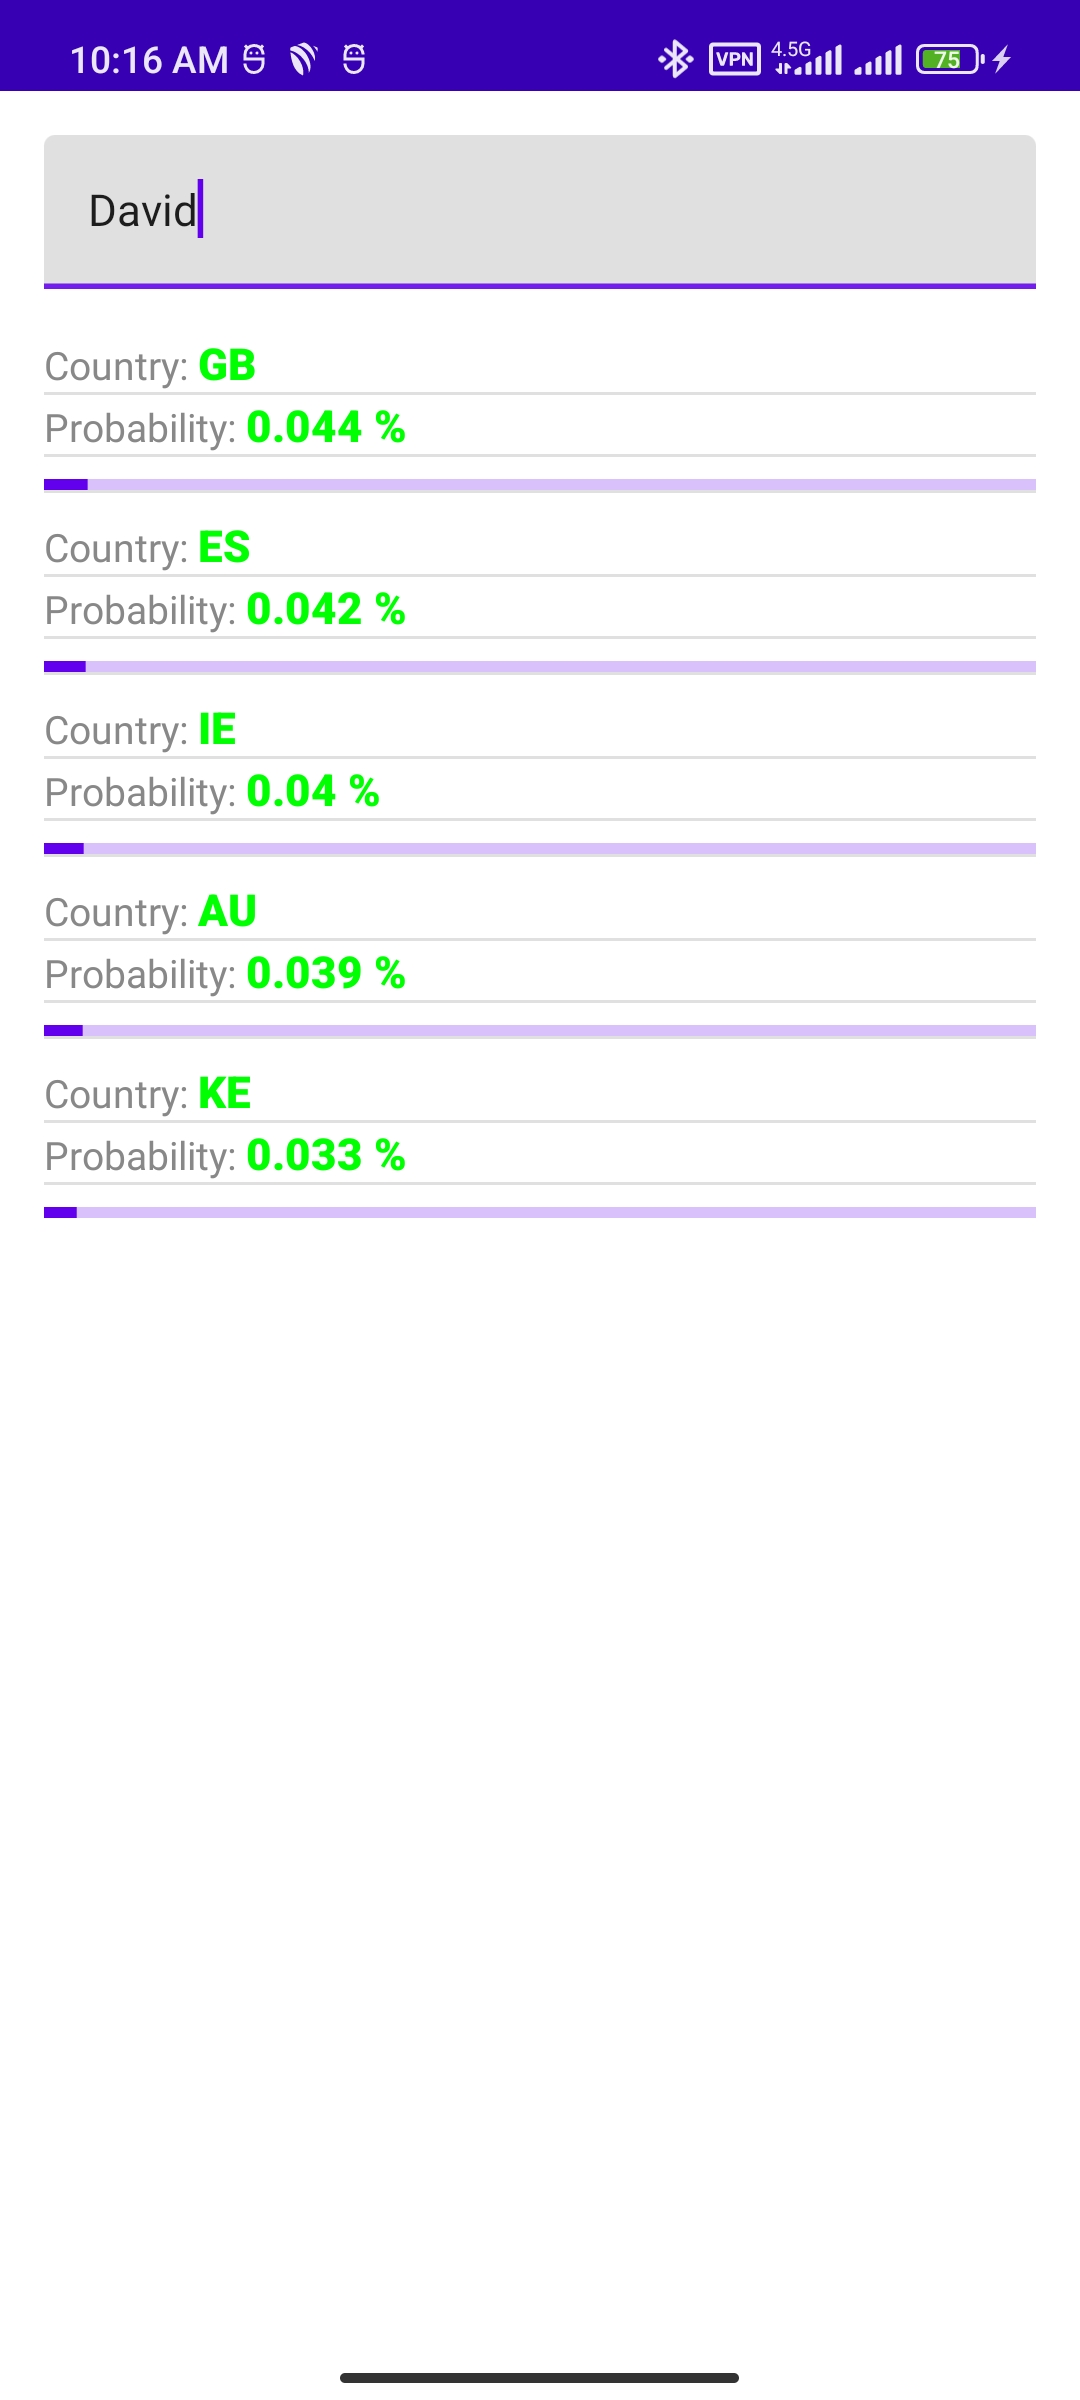 10:16 AM VPN 4.5G 75
David
Country: GB
Probability: 0.044 %
Country: ES
Probability: 0.042 %
Country: IE
Probability: 0.04 %
Country: AU
Probability: 0.039 %
Country: KE
Probability: 0.033 %